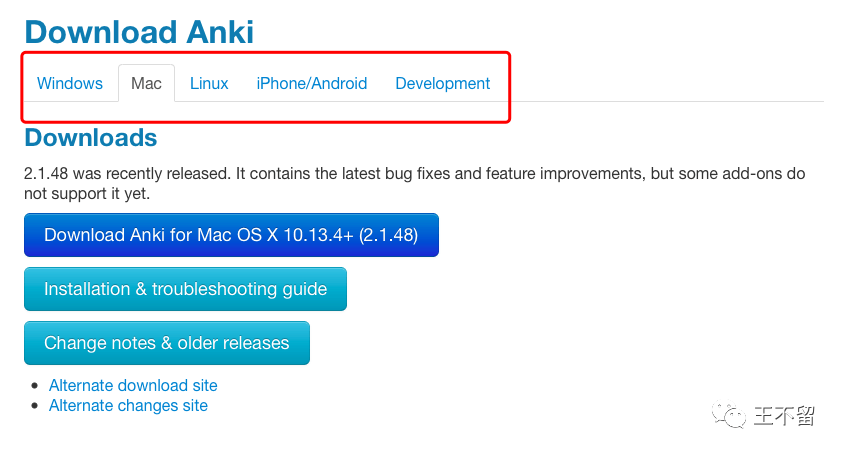 Download Anki
Windows Mac Linux iPhone/Android Development
Downloads
2.1.48 was recently released. It contains the latest bug fixes and feature improvements, but some add-ons do
not support it yet.
Download Anki for Mac OS X 10.13.4+ (2.1.48)
Installation & troubleshooting guide
Change notes & older releases
Alternate download site
Alternate changes site
王不留